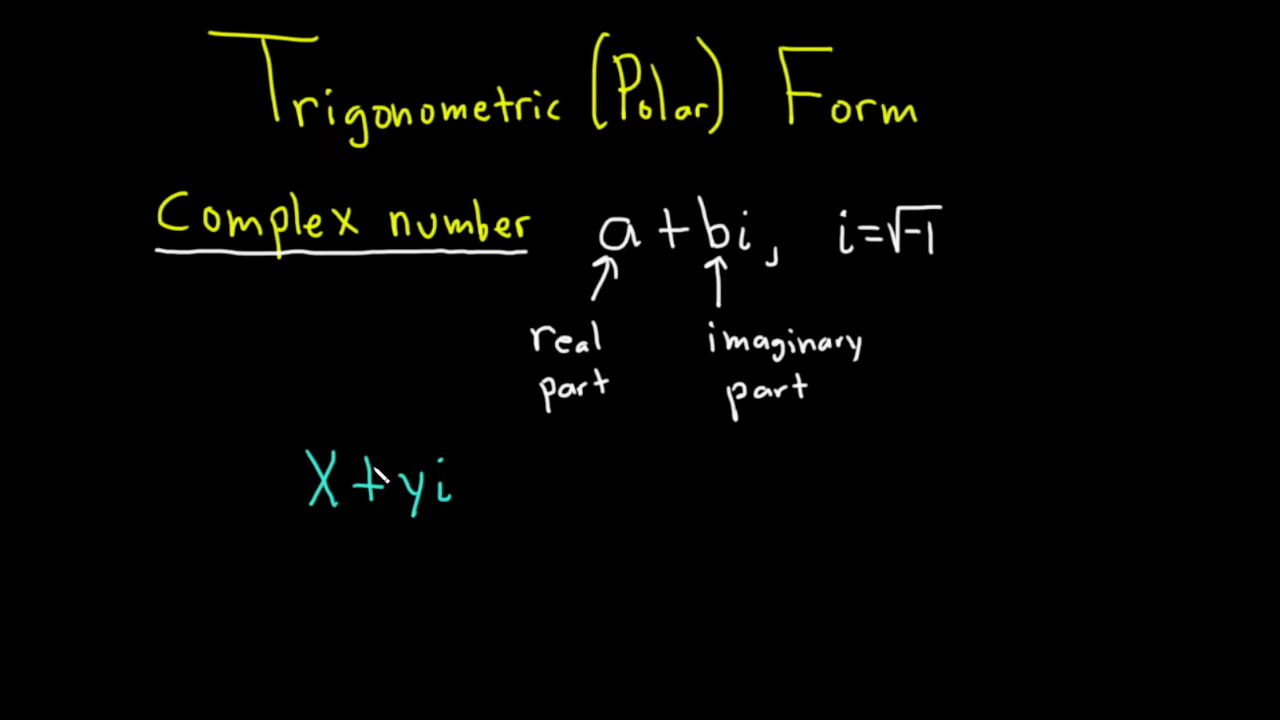 Trigonometric (Polar) Form
Complex number a + bi, i = √-1
real imaginary
part part
X + yi